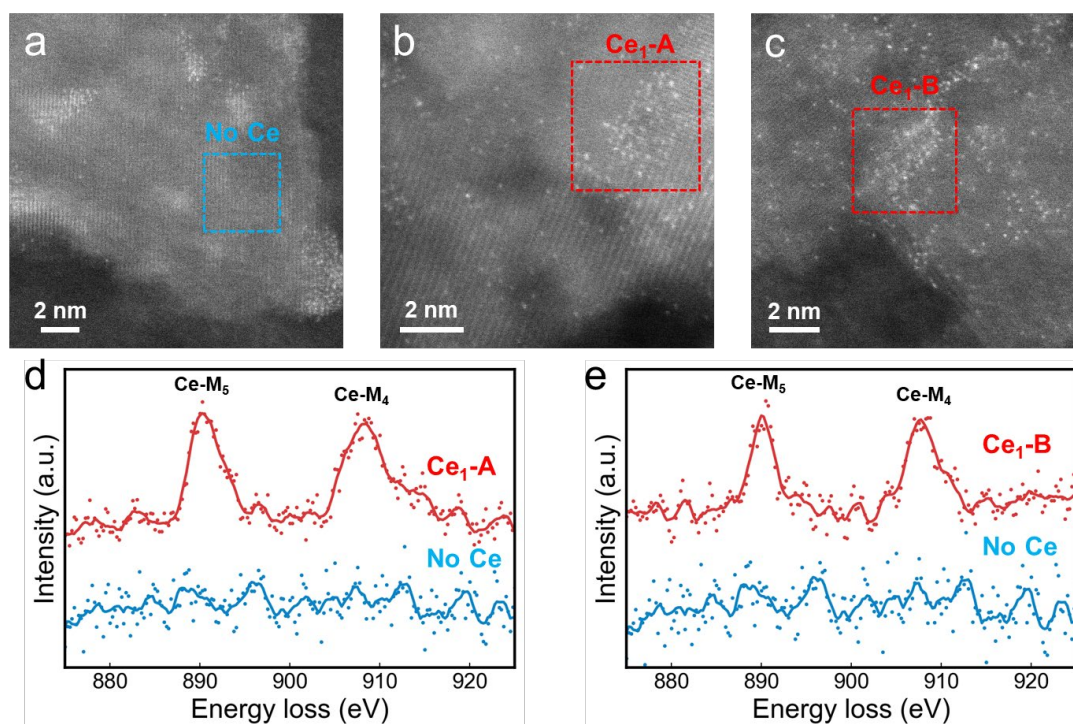 a
No Ce
2 nm
b
Ce₁-A
2 nm
c
Ce₁-B
2 nm
d
Intensity (a.u.)
Ce-M₅
Ce-M₄
Ce₁-A
No Ce
880 890 900 910 920
Energy loss (eV)
e
Intensity (a.u.)
Ce-M₅
Ce-M₄
Ce₁-B
No Ce
880 890 900 910 920
Energy loss (eV)